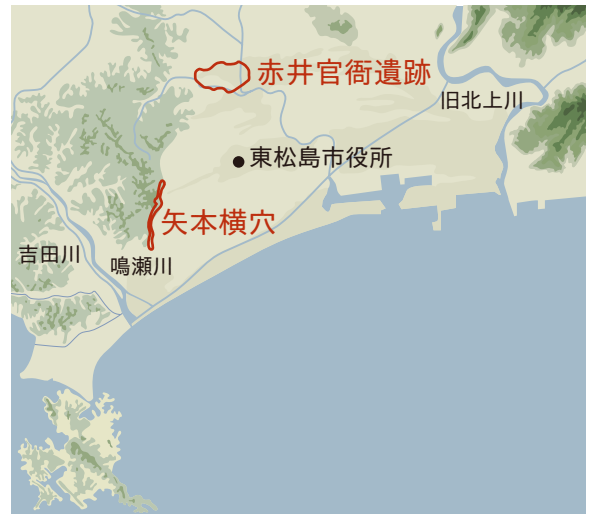 赤井官衙遺跡
旧北上川
東松島市役所
矢本横穴
吉田川
鳴瀬川